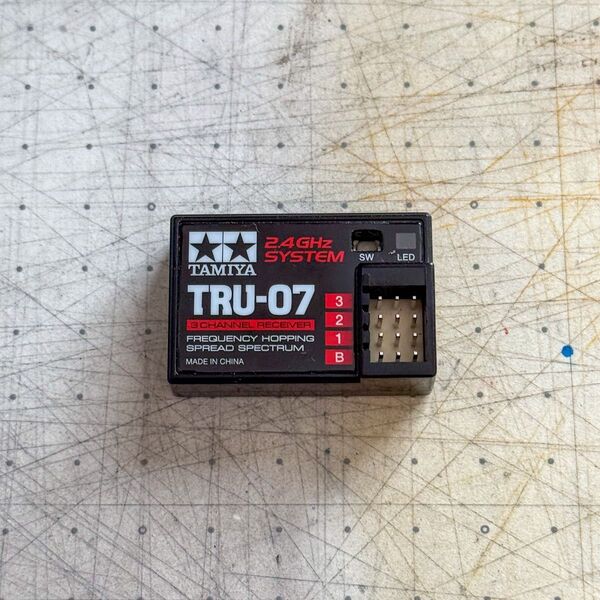 2.4GHz
SYSTEM
SW LED
TAMIYA
TRU-07
3 CHANNEL RECEIVER
FREQUENCY HOPPING
SPREAD SPECTRUM
MADE IN CHINA
3
2
1
B